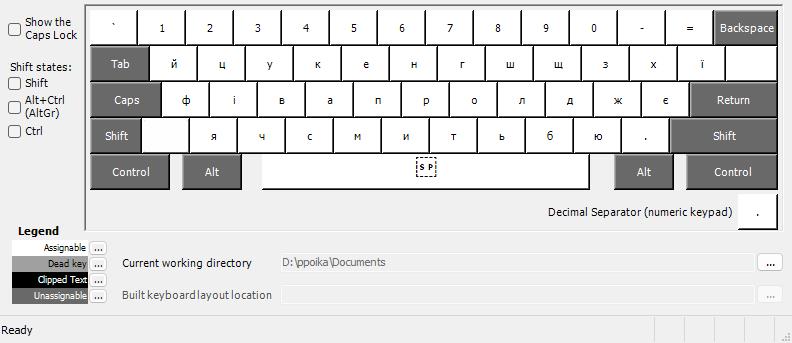 Show the Caps Lock
` 1 2 3 4 5 6 7 8 9 0 - = Backspace
Tab й ц у к е н г ш щ з х ї
Shift states:
Shift
Alt+Ctrl (AltGr)
Ctrl
Caps ф і в а п р о л д ж є Return
Shift я ч с м и т ь б ю . Shift
Control Alt SP Alt Control
Decimal Separator (numeric keypad) .
Legend
Assignable ...
Dead key ...
Clipped Text ...
Unassignable ...
Current working directory D:\ppoika\Documents ...
Built keyboard layout location ...
Ready